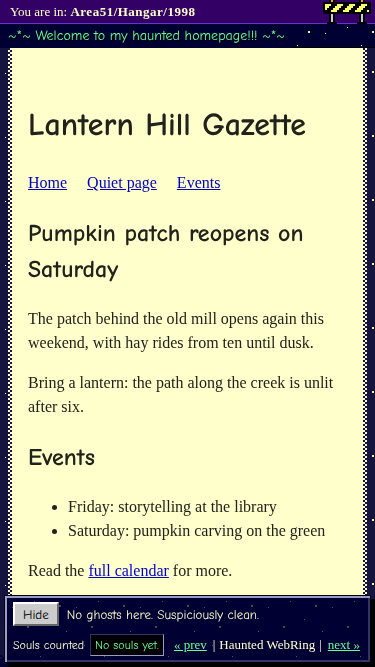 You are in: Area51/Hangar/1998
~*~ Welcome to my haunted homepage!!! ~*~
Lantern Hill Gazette
Home Quiet page Events
Pumpkin patch reopens on
Saturday
The patch behind the old mill opens again this
weekend, with hay rides from ten until dusk.
Bring a lantern: the path along the creek is unlit
after six.
Events
Friday: storytelling at the library
Saturday: pumpkin carving on the green
Read the full calendar for more.
Hide No ghosts here. Suspiciously clean.
Souls counted No souls yet. « prev | Haunted WebRing | next »